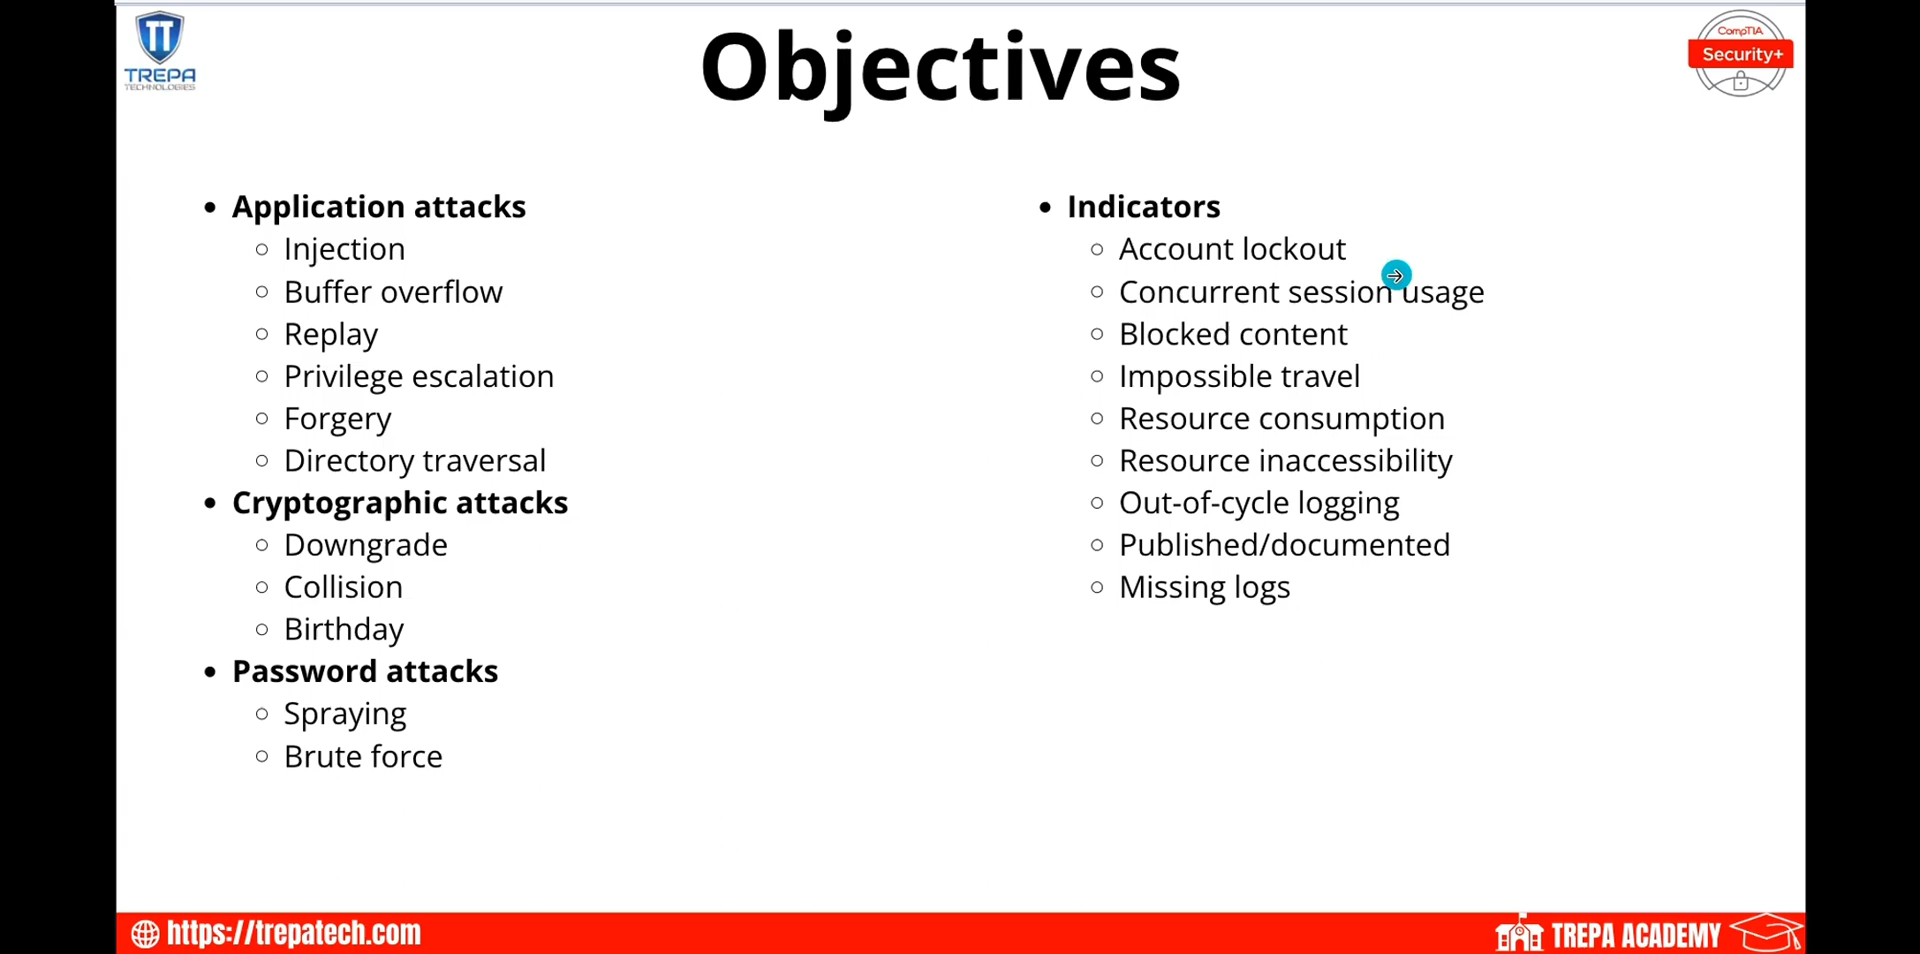 TREPA
TECHNOLOGIES
Objectives
CompTIA
Security+
Application attacks
Injection
Buffer overflow
Replay
Privilege escalation
Forgery
Directory traversal
Cryptographic attacks
Downgrade
Collision
Birthday
Password attacks
Spraying
Brute force
Indicators
Account lockout
Concurrent session usage
Blocked content
Impossible travel
Resource consumption
Resource inaccessibility
Out-of-cycle logging
Published/documented
Missing logs
https://trepatech.com
TREPA ACADEMY